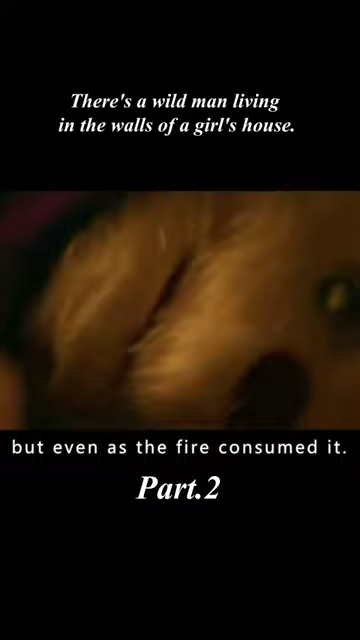 There's a wild man living
in the walls of a girl's house.
but even as the fire consumed it.
Part.2